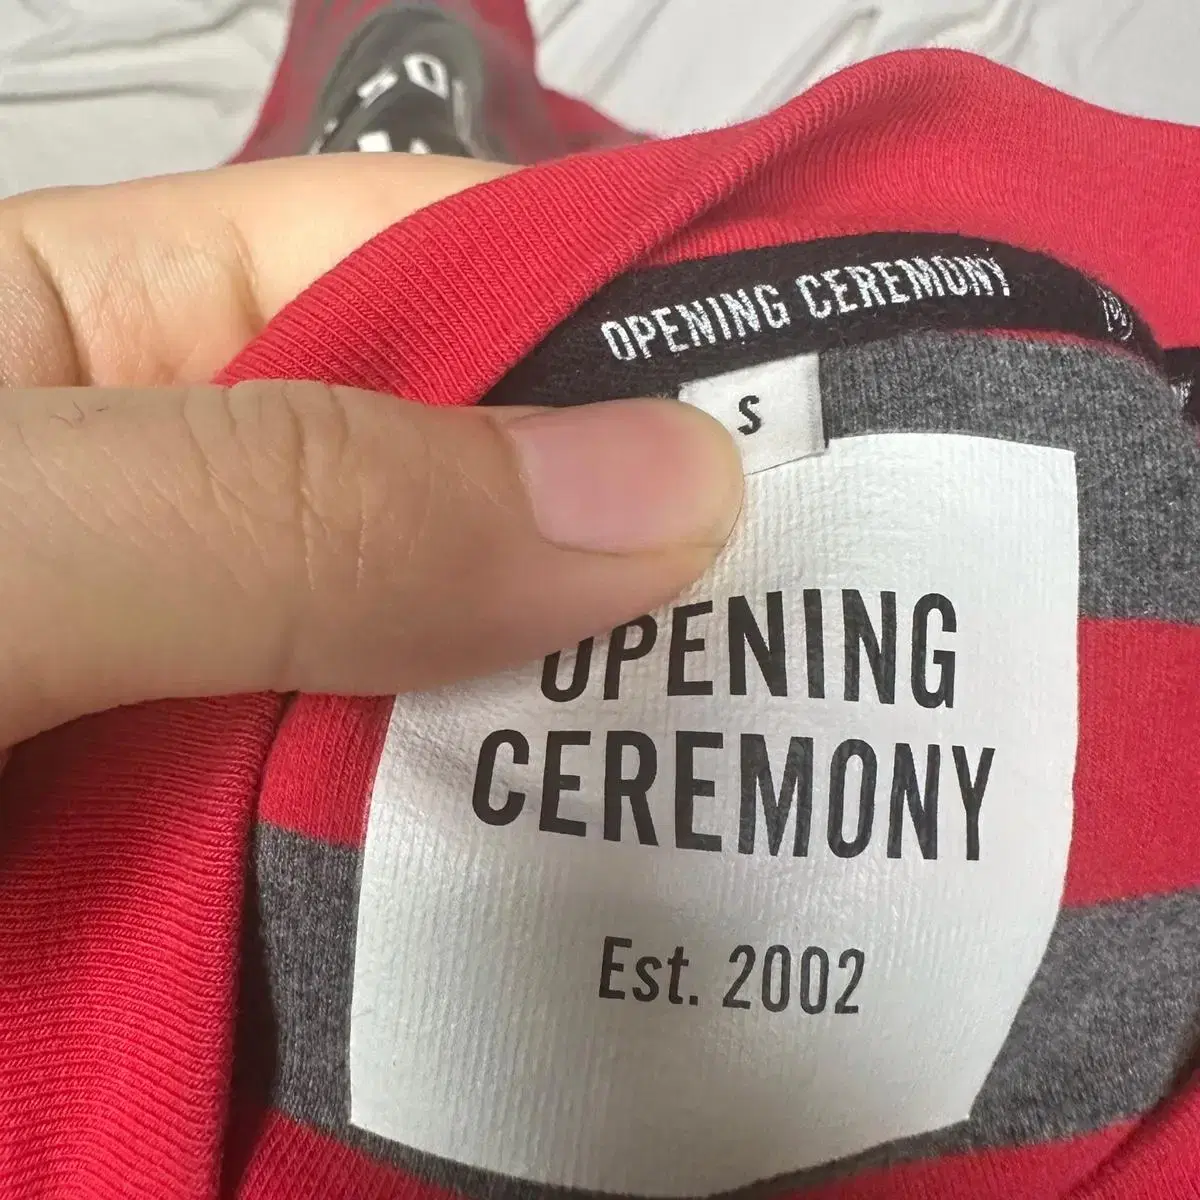 OPENING CEREMONY
S
OPENING
CEREMONY
Est. 2002